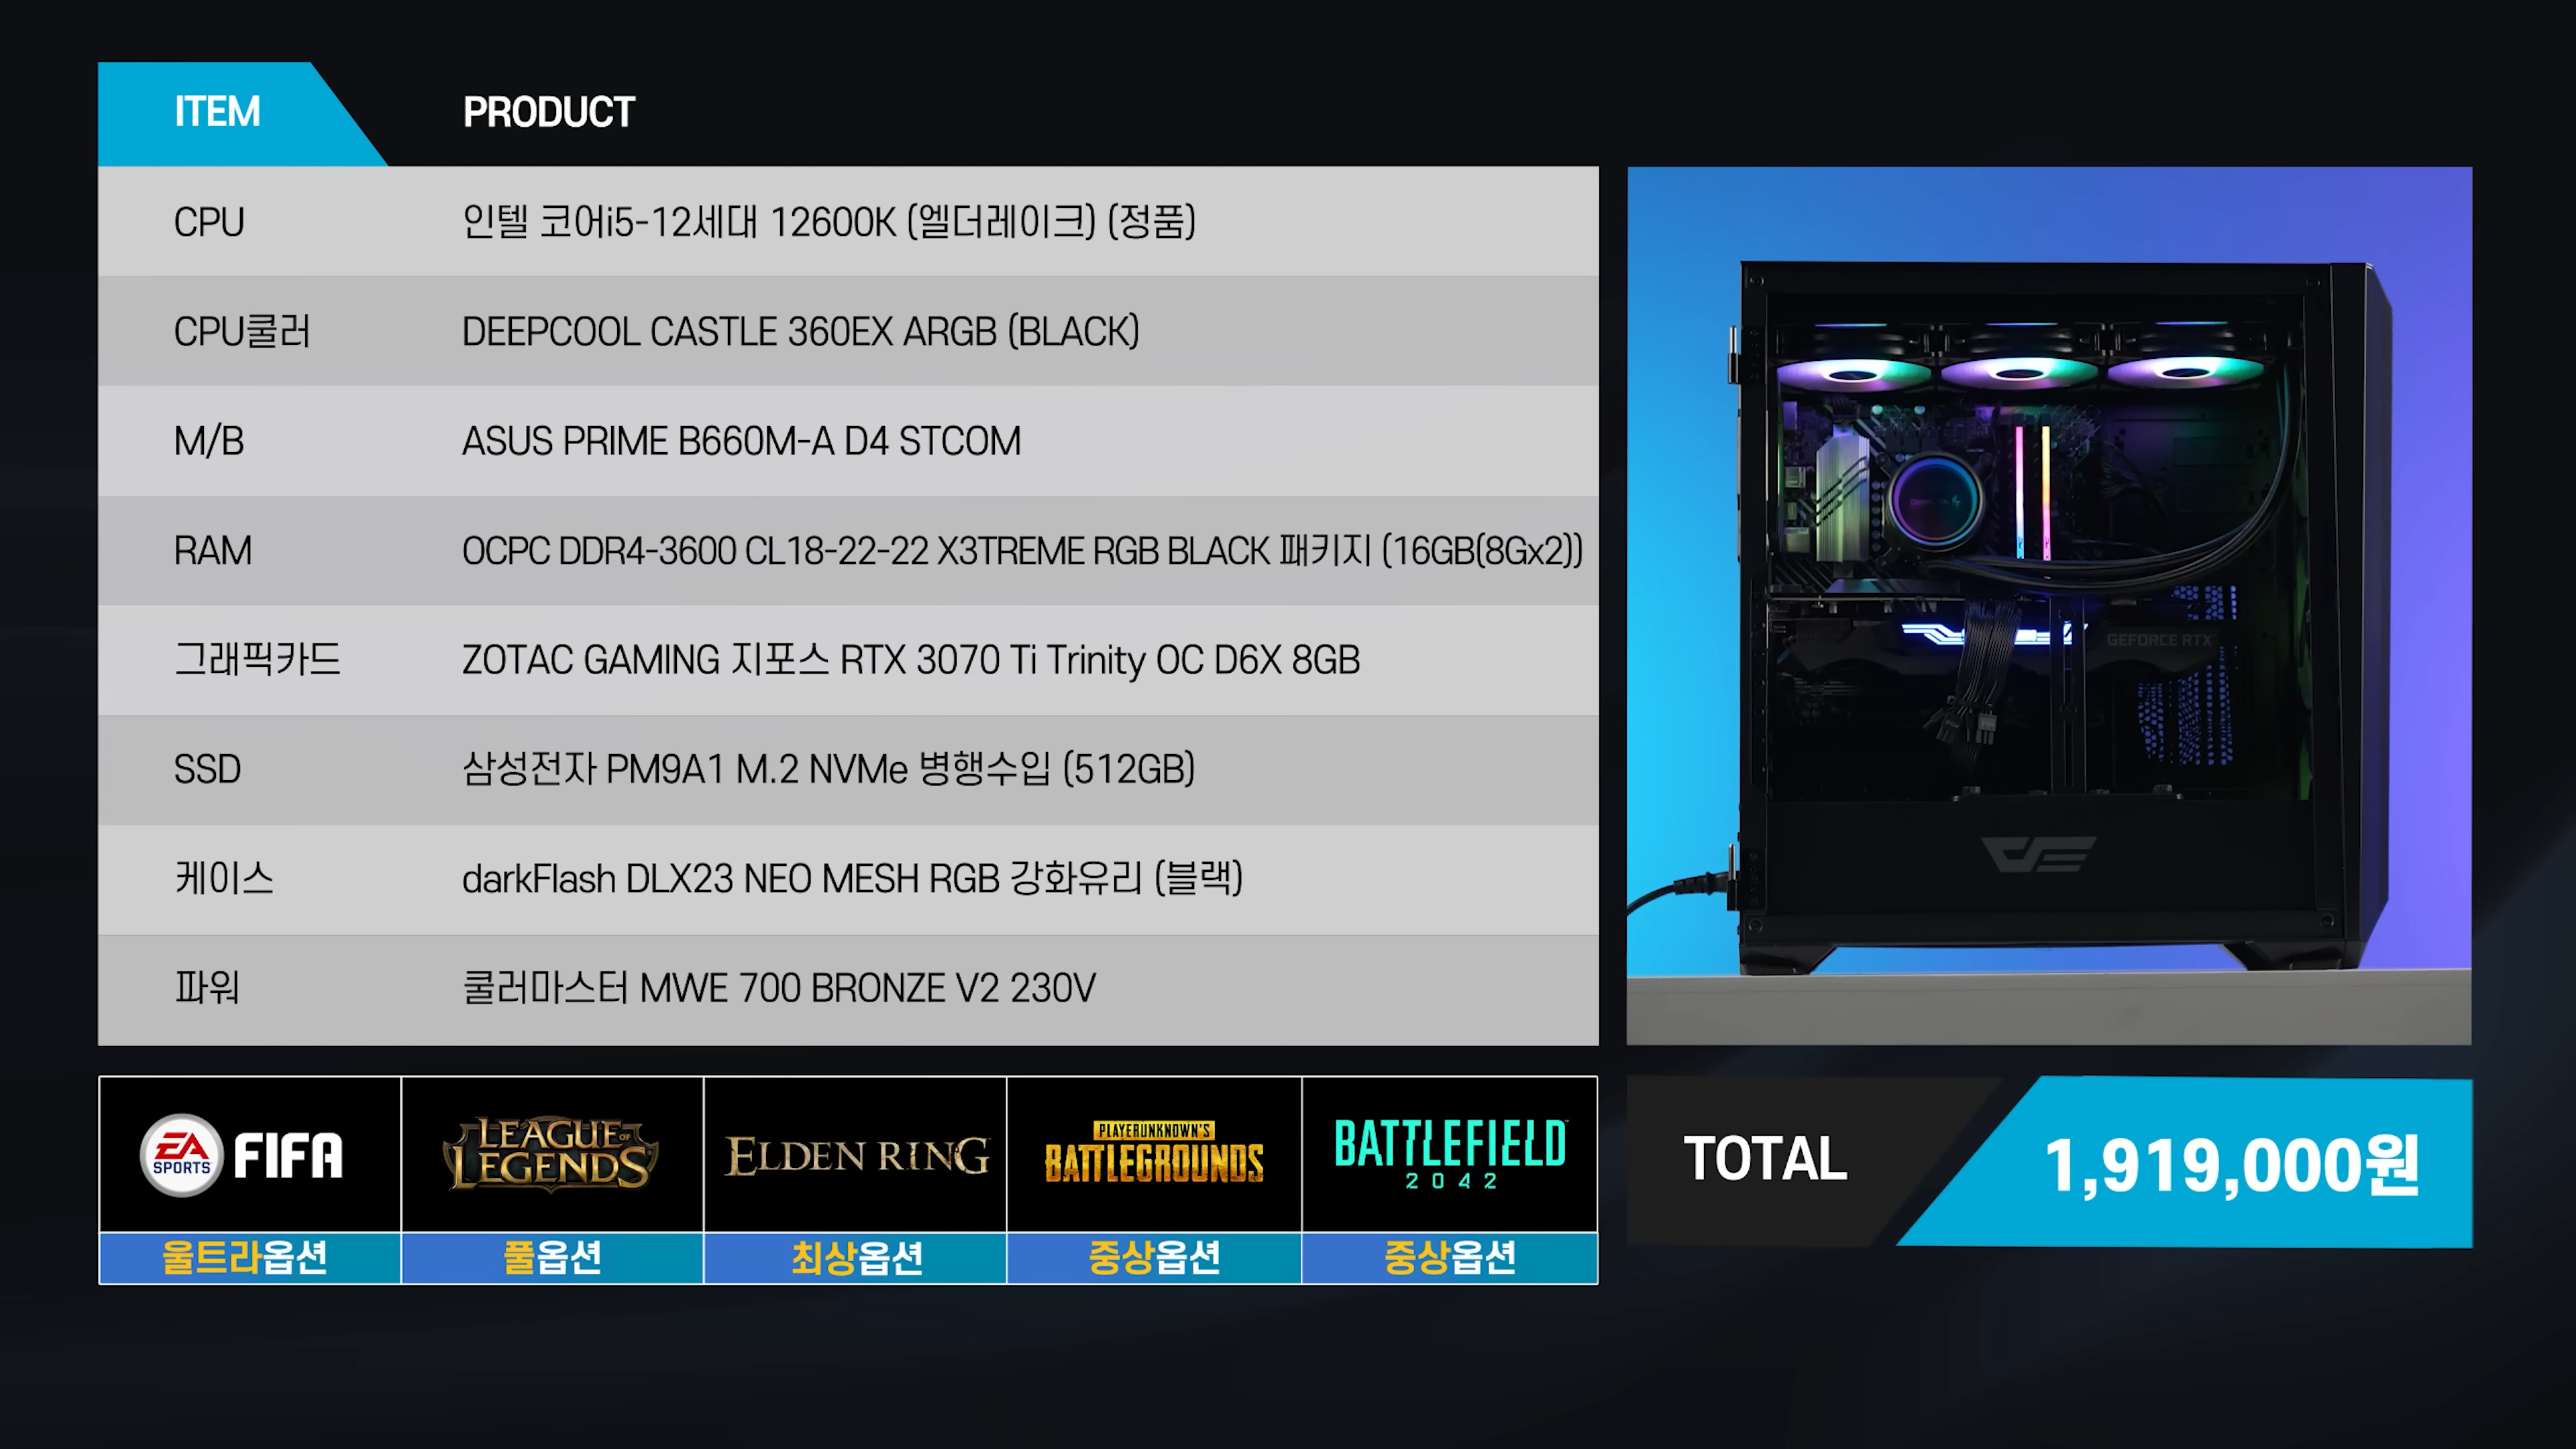 ITEM PRODUCT
CPU 인텔 코어i5-12세대 12600K (엘더레이크) (정품)
CPU쿨러 DEEPCOOL CASTLE 360EX ARGB (BLACK)
M/B ASUS PRIME B660M-A D4 STCOM
RAM OCPC DDR4-3600 CL18-22-22 X3TREME RGB BLACK 패키지 (16GB(8Gx2))
그래픽카드 ZOTAC GAMING 지포스 RTX 3070 Ti Trinity OC D6X 8GB
SSD 삼성전자 PM9A1 M.2 NVMe 병행수입 (512GB)
케이스 darkFlash DLX23 NEO MESH RGB 강화유리 (블랙)
파워 쿨러마스터 MWE 700 BRONZE V2 230V
GEFORCE RTX
EA SPORTS FIFA
울트라옵션
LEAGUE OF LEGENDS
풀옵션
ELDEN RING
최상옵션
PLAYERUNKNOWN'S
BATTLEGROUNDS
중상옵션
BATTLEFIELD
2042
중상옵션
TOTAL 1,919,000원